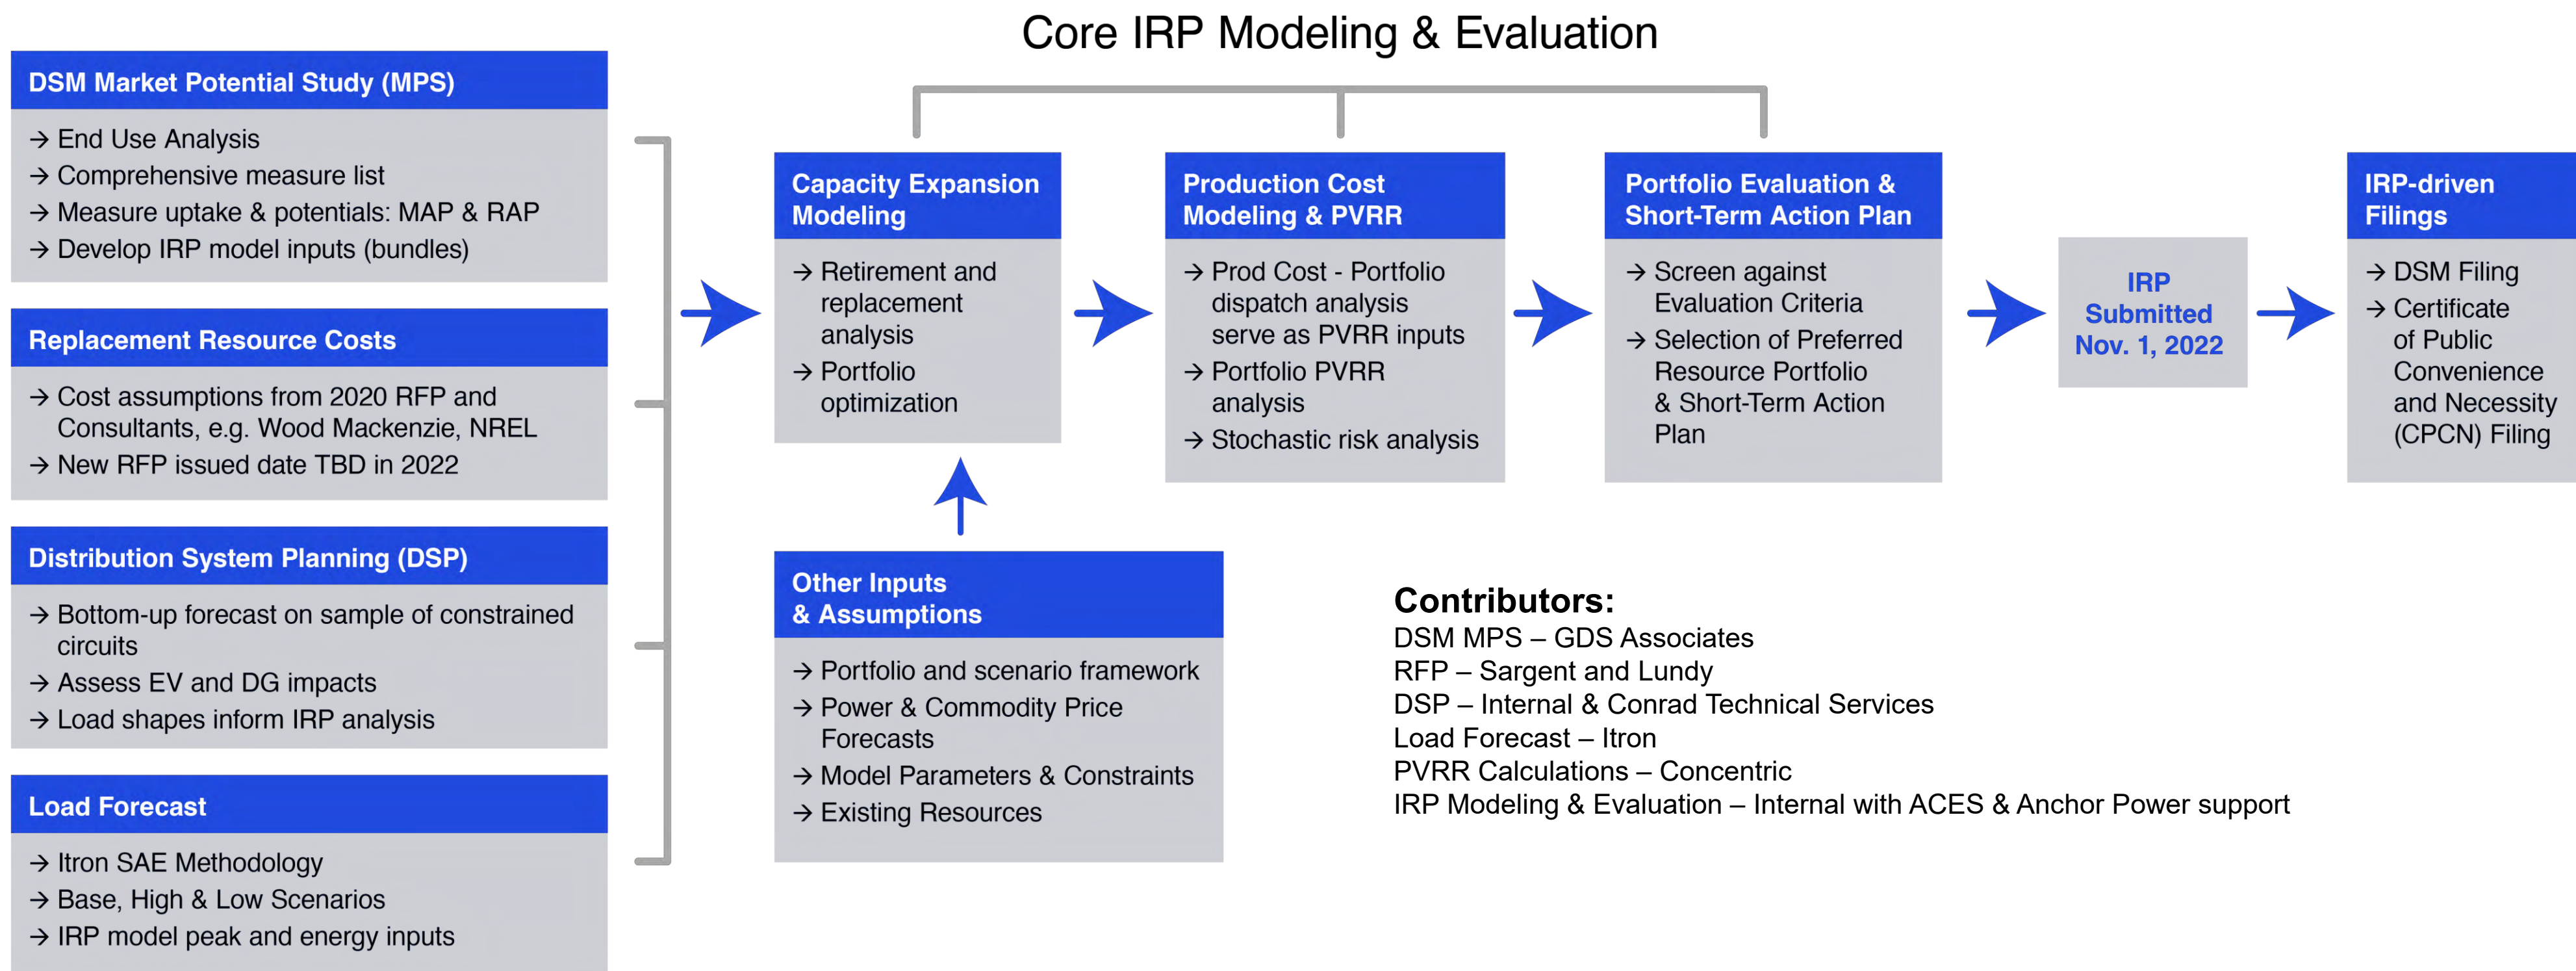 Core IRP Modeling & Evaluation
DSM Market Potential Study (MPS)
→ End Use Analysis
→ Comprehensive measure list
→ Measure uptake & potentials: MAP & RAP
→ Develop IRP model inputs (bundles)
Replacement Resource Costs
→ Cost assumptions from 2020 RFP and
Consultants, e.g. Wood Mackenzie, NREL
→ New RFP issued date TBD in 2022
Distribution System Planning (DSP)
→ Bottom-up forecast on sample of constrained
circuits
→ Assess EV and DG impacts
→ Load shapes inform IRP analysis
Load Forecast
→ Itron SAE Methodology
→ Base, High & Low Scenarios
→ IRP model peak and energy inputs
Capacity Expansion
Modeling
→ Retirement and
replacement
analysis
→ Portfolio
optimization
Other Inputs
& Assumptions
→ Portfolio and scenario framework
→ Power & Commodity Price
Forecasts
→ Model Parameters & Constraints
→ Existing Resources
Production Cost
Modeling & PVRR
→ Prod Cost - Portfolio
dispatch analysis
serve as PVRR inputs
→ Portfolio PVRR
analysis
→ Stochastic risk analysis
Portfolio Evaluation &
Short-Term Action Plan
→ Screen against
Evaluation Criteria
→ Selection of Preferred
Resource Portfolio
& Short-Term Action
Plan
IRP
Submitted
Nov. 1, 2022
IRP-driven
Filings
→ DSM Filing
→ Certificate
of Public
Convenience
and Necessity
(CPCN) Filing
Contributors:
DSM MPS – GDS Associates
RFP – Sargent and Lundy
DSP – Internal & Conrad Technical Services
Load Forecast – Itron
PVRR Calculations – Concentric
IRP Modeling & Evaluation – Internal with ACES & Anchor Power support